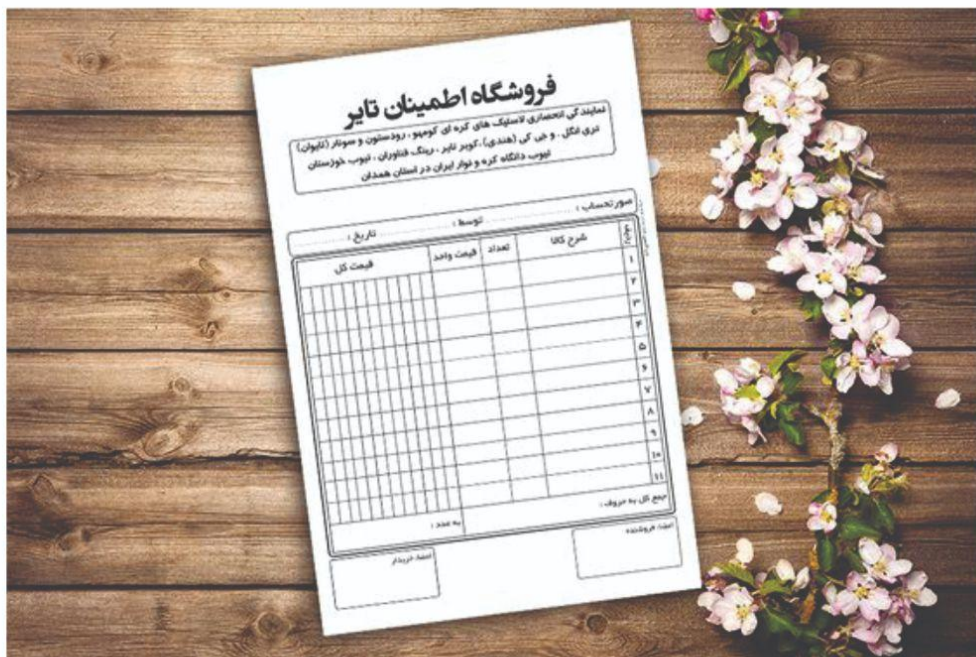 فروشگاه اطمینان تایر
نمایندگی انحصاری لاستیک های کره ای کومهو ، رودستون و سونار (تایوان)
تری انگل . و جی کی (هندی) ،کویر تایر ، رینگ فناوران ، تیوب خوزستان
تیوب دانگاه کره و نوار ایران در استان همدان
صورتحساب : توسط : تاریخ :
ردیف شرح کالا تعداد قیمت واحد قیمت کل
۱
۲
۳
۴
۵
۶
۷
۸
۹
۱۰
۱۱
جمع کل به حروف : به عدد :
امضاء فروشنده امضاء خریدار